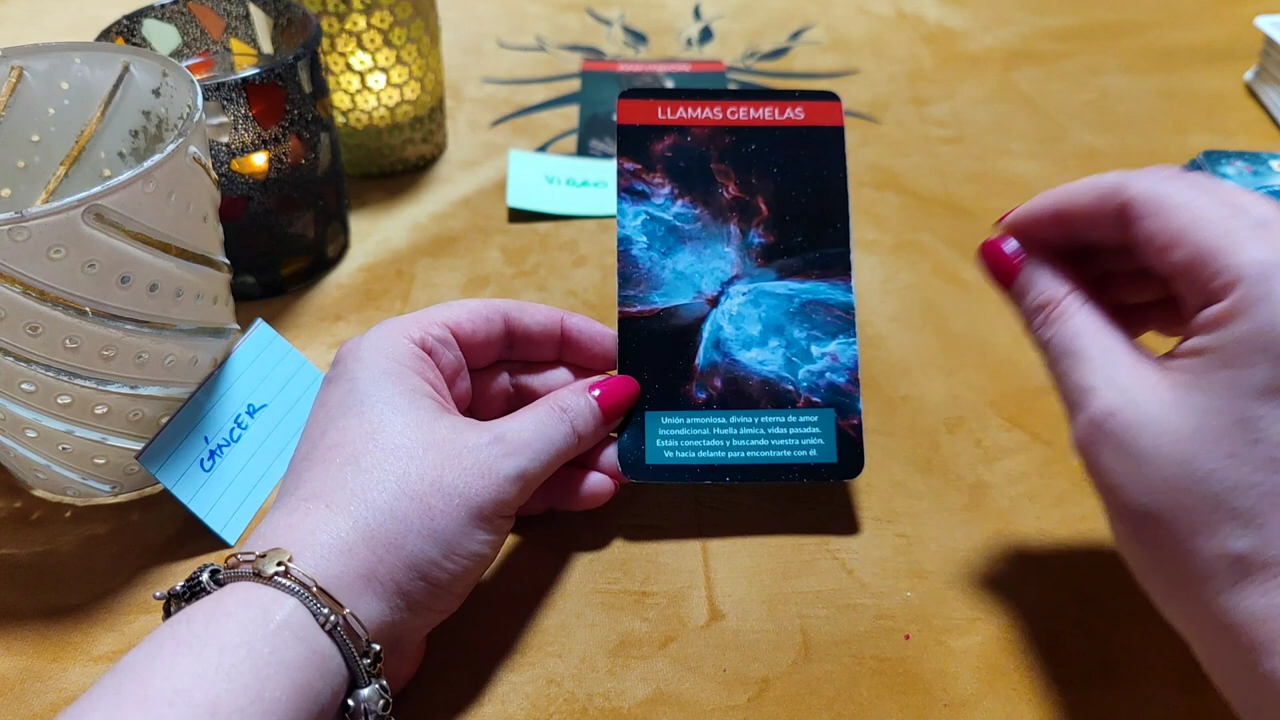 LLAMAS GEMELAS
VIRGO
Unión armoniosa, divina y eterna de amor
incondicional. Huella álmica, vidas pasadas.
Estáis conectados y buscando vuestra unión.
Ve hacia delante para encontrarte con él.
CÁNCER